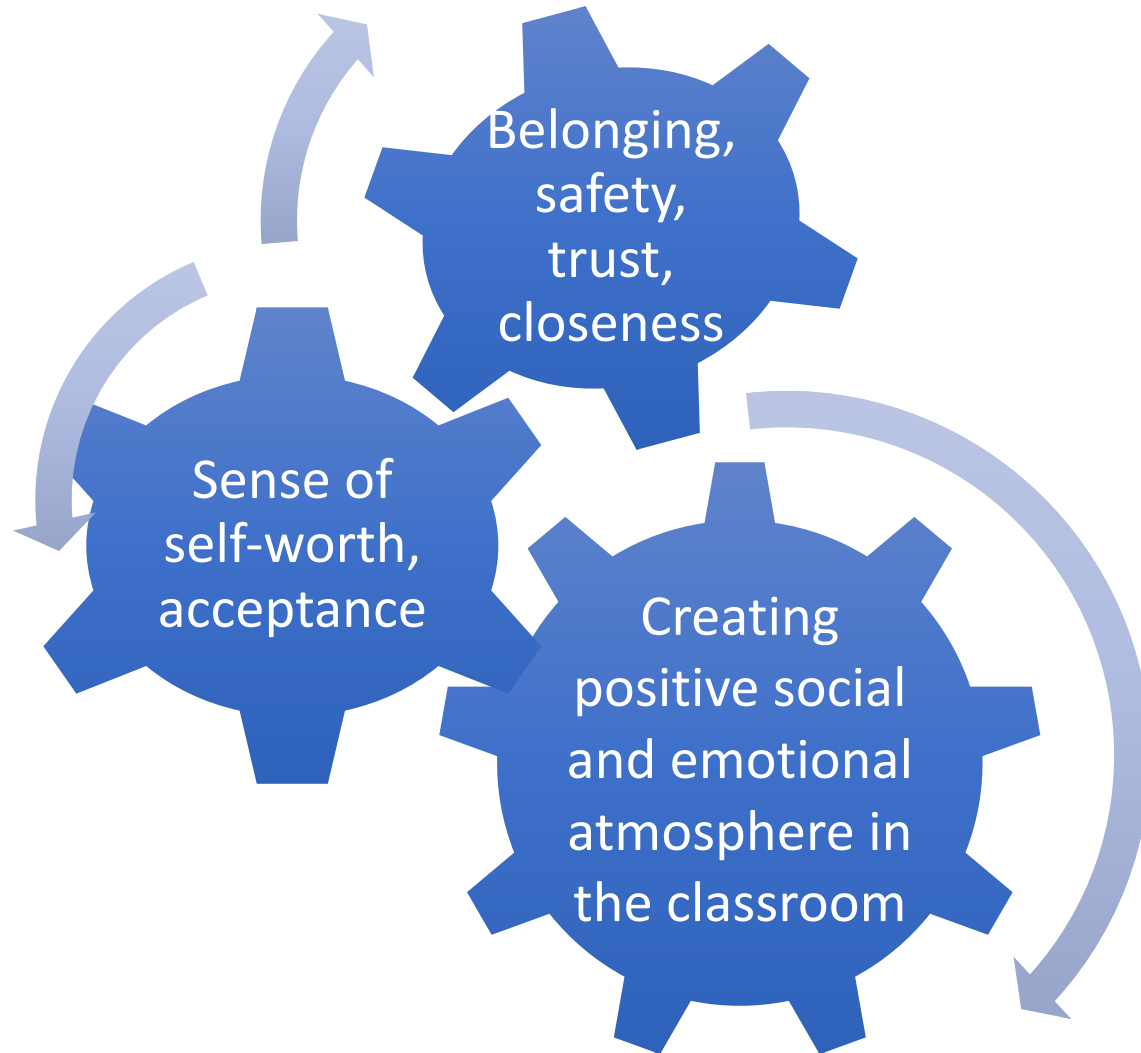 Belonging,
safety,
trust,
closeness
Sense of
self-worth,
acceptance
Creating
positive social
and emotional
atmosphere in
the classroom